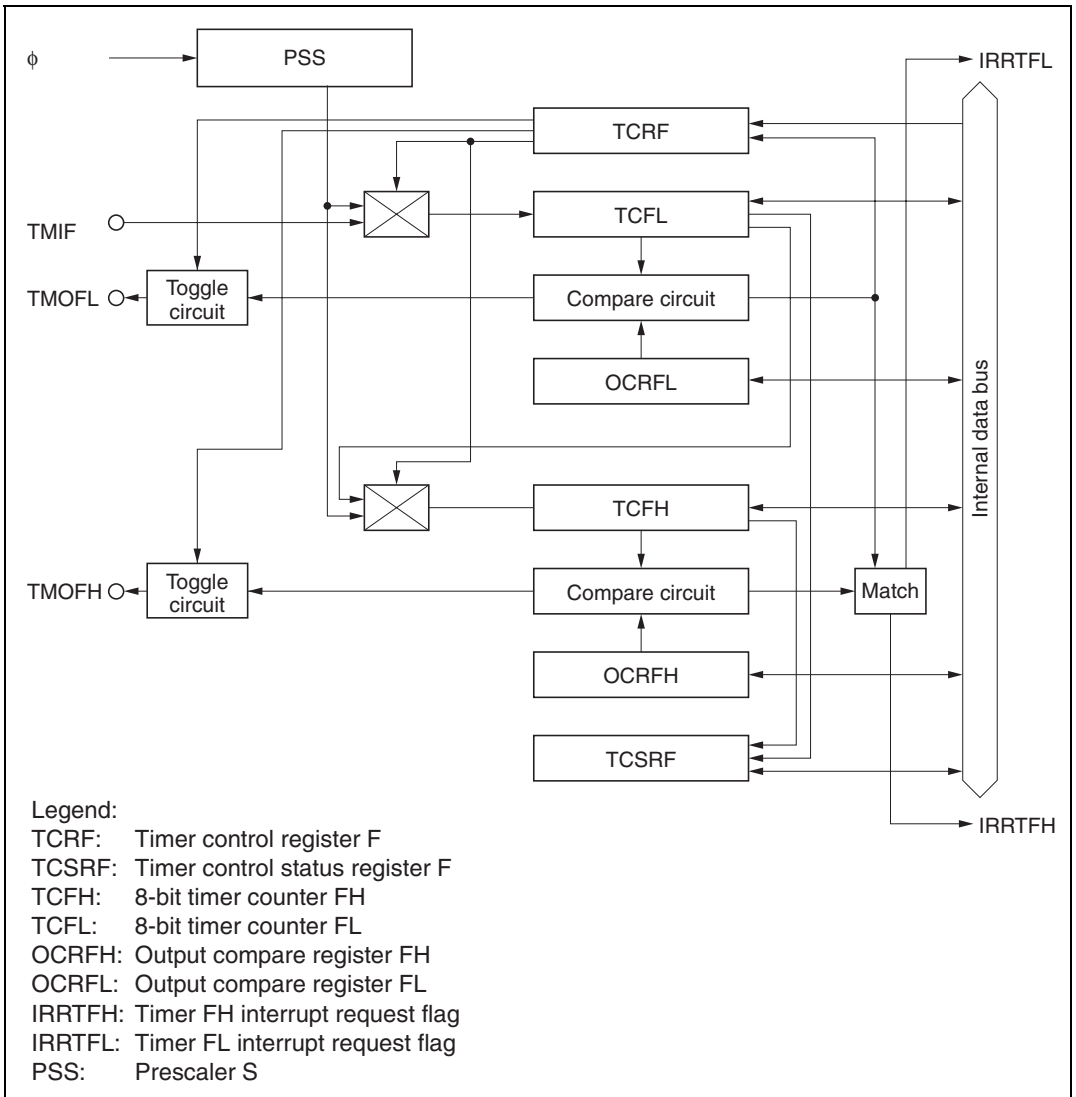 φ
PSS
IRRTFL
TCRF
TMIF
TCFL
TMOFL
Toggle
circuit
Compare circuit
OCRFL
Internal data bus
TCFH
TMOFH
Toggle
circuit
Compare circuit
Match
OCRFH
TCSRF
IRRTFH
Legend:
TCRF: Timer control register F
TCSRF: Timer control status register F
TCFH: 8-bit timer counter FH
TCFL: 8-bit timer counter FL
OCRFH: Output compare register FH
OCRFL: Output compare register FL
IRRTFH: Timer FH interrupt request flag
IRRTFL: Timer FL interrupt request flag
PSS: Prescaler S